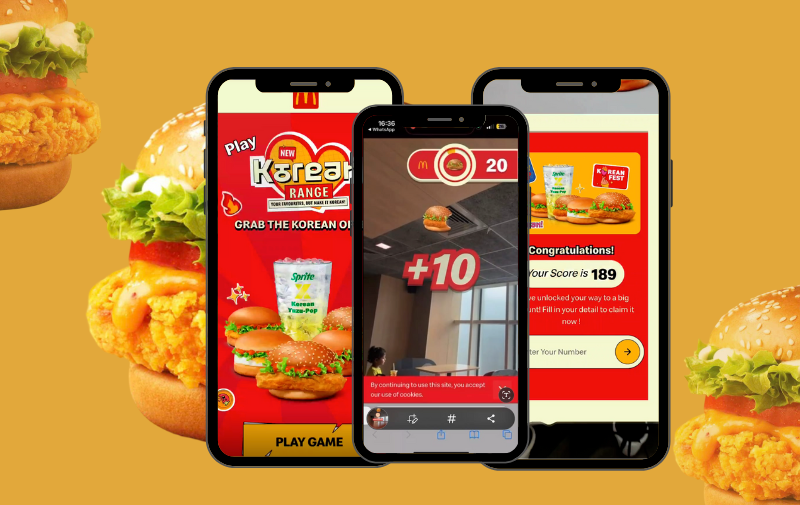 Play
NEW
Korean
RANGE
YOUR FAVOURITES, BUT MAKE IT KOREAN!
GRAB THE KOREAN
Sprite
Korean
Yuzu-Pop
PLAY GAME
16:36
WhatsApp
20
+10
By continuing to use this site, you accept
our use of cookies.
KOREAN
FEST
Congratulations!
Your Score is 189
unlocked your way to a big
Fill in your detail to claim it
now !
Your Number